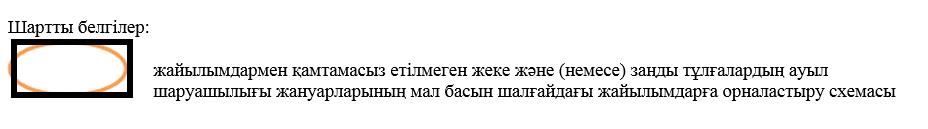 Шартты белгілер:
жайылымдармен қамтамасыз етілмеген жеке және (немесе) заңды тұлғалардың ауыл
шаруашылығы жануарларының мал басын шалғайдағы жайылымдарға орналастыру схемасы